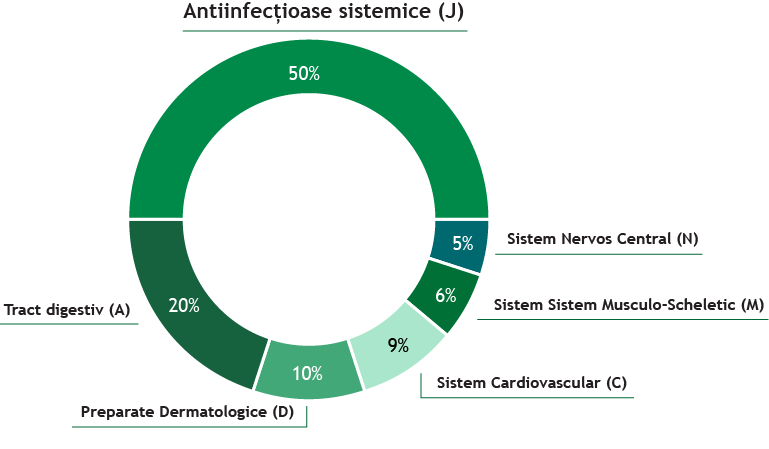 Antiinfecțioase sistemice (J)
50%
5%
Sistem Nervos Central (N)
6%
Sistem Sistem Musculo-Scheletic (M)
Tract digestiv (A)
20%
9%
10%
Sistem Cardiovascular (C)
Preparate Dermatologice (D)